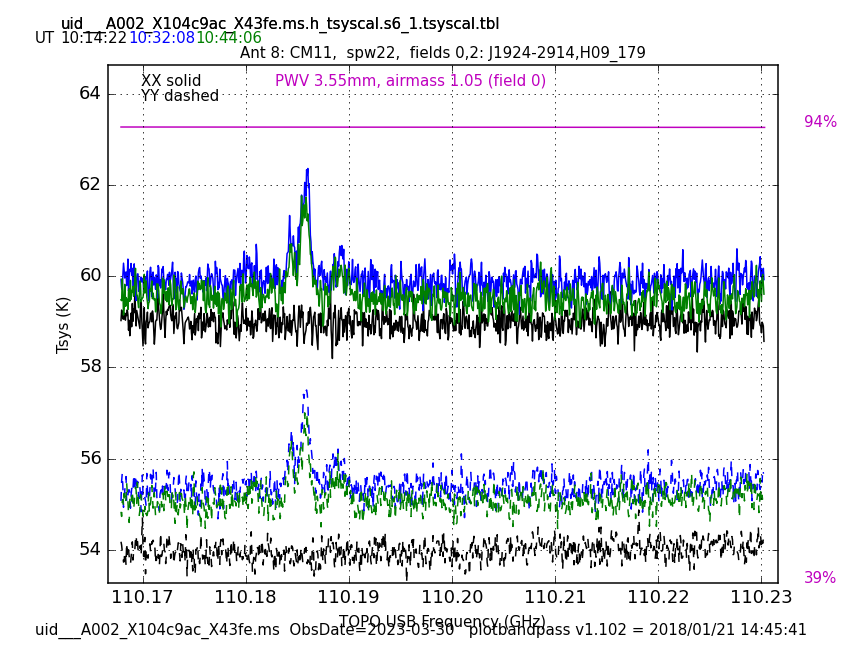 uid___A002_X104c9ac_X43fe.ms.h_tsyscal.s6_1.tsyscal.tbl
UT 10:14:22 10:32:08 10:44:06
Ant 8: CM11, spw22, fields 0,2: J1924-2914,H09_179
XX solid
PWV 3.55mm, airmass 1.05 (field 0)
YY dashed
94%
64
62
60
58
56
54
Tsys (K)
39%
110.17 110.18 110.19 110.20 110.21 110.22 110.23
TOPO USB Frequency (GHz)
uid___A002_X104c9ac_X43fe.ms ObsDate=2023-03-30 plotbandpass v1.102 = 2018/01/21 14:45:41